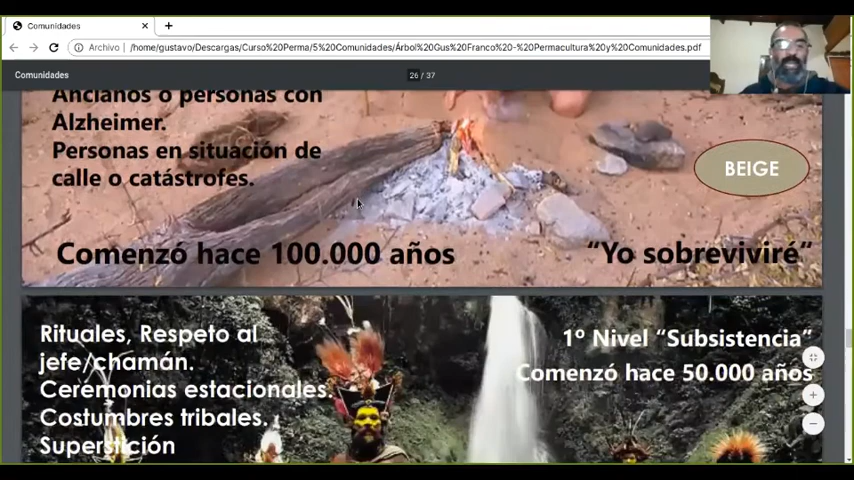 Comunidades
Archivo
/home/gustavo/Descargas/Curso%20Perma/5%20Comunidades/Árbol%20Gus%20Franco%20-%20Permacultura%20y%20Comunidades.pdf
Comunidades
26 / 37
Ancianos o personas con
Alzheimer.
Personas en situación de
calle o catástrofes.
BEIGE
Comenzó hace 100.000 años
“Yo sobreviviré”
Rituales, Respeto al
jefe/chamán.
Ceremonias estacionales.
Costumbres tribales.
Superstición
1º Nivel “Subsistencia”
Comenzó hace 50.000 años